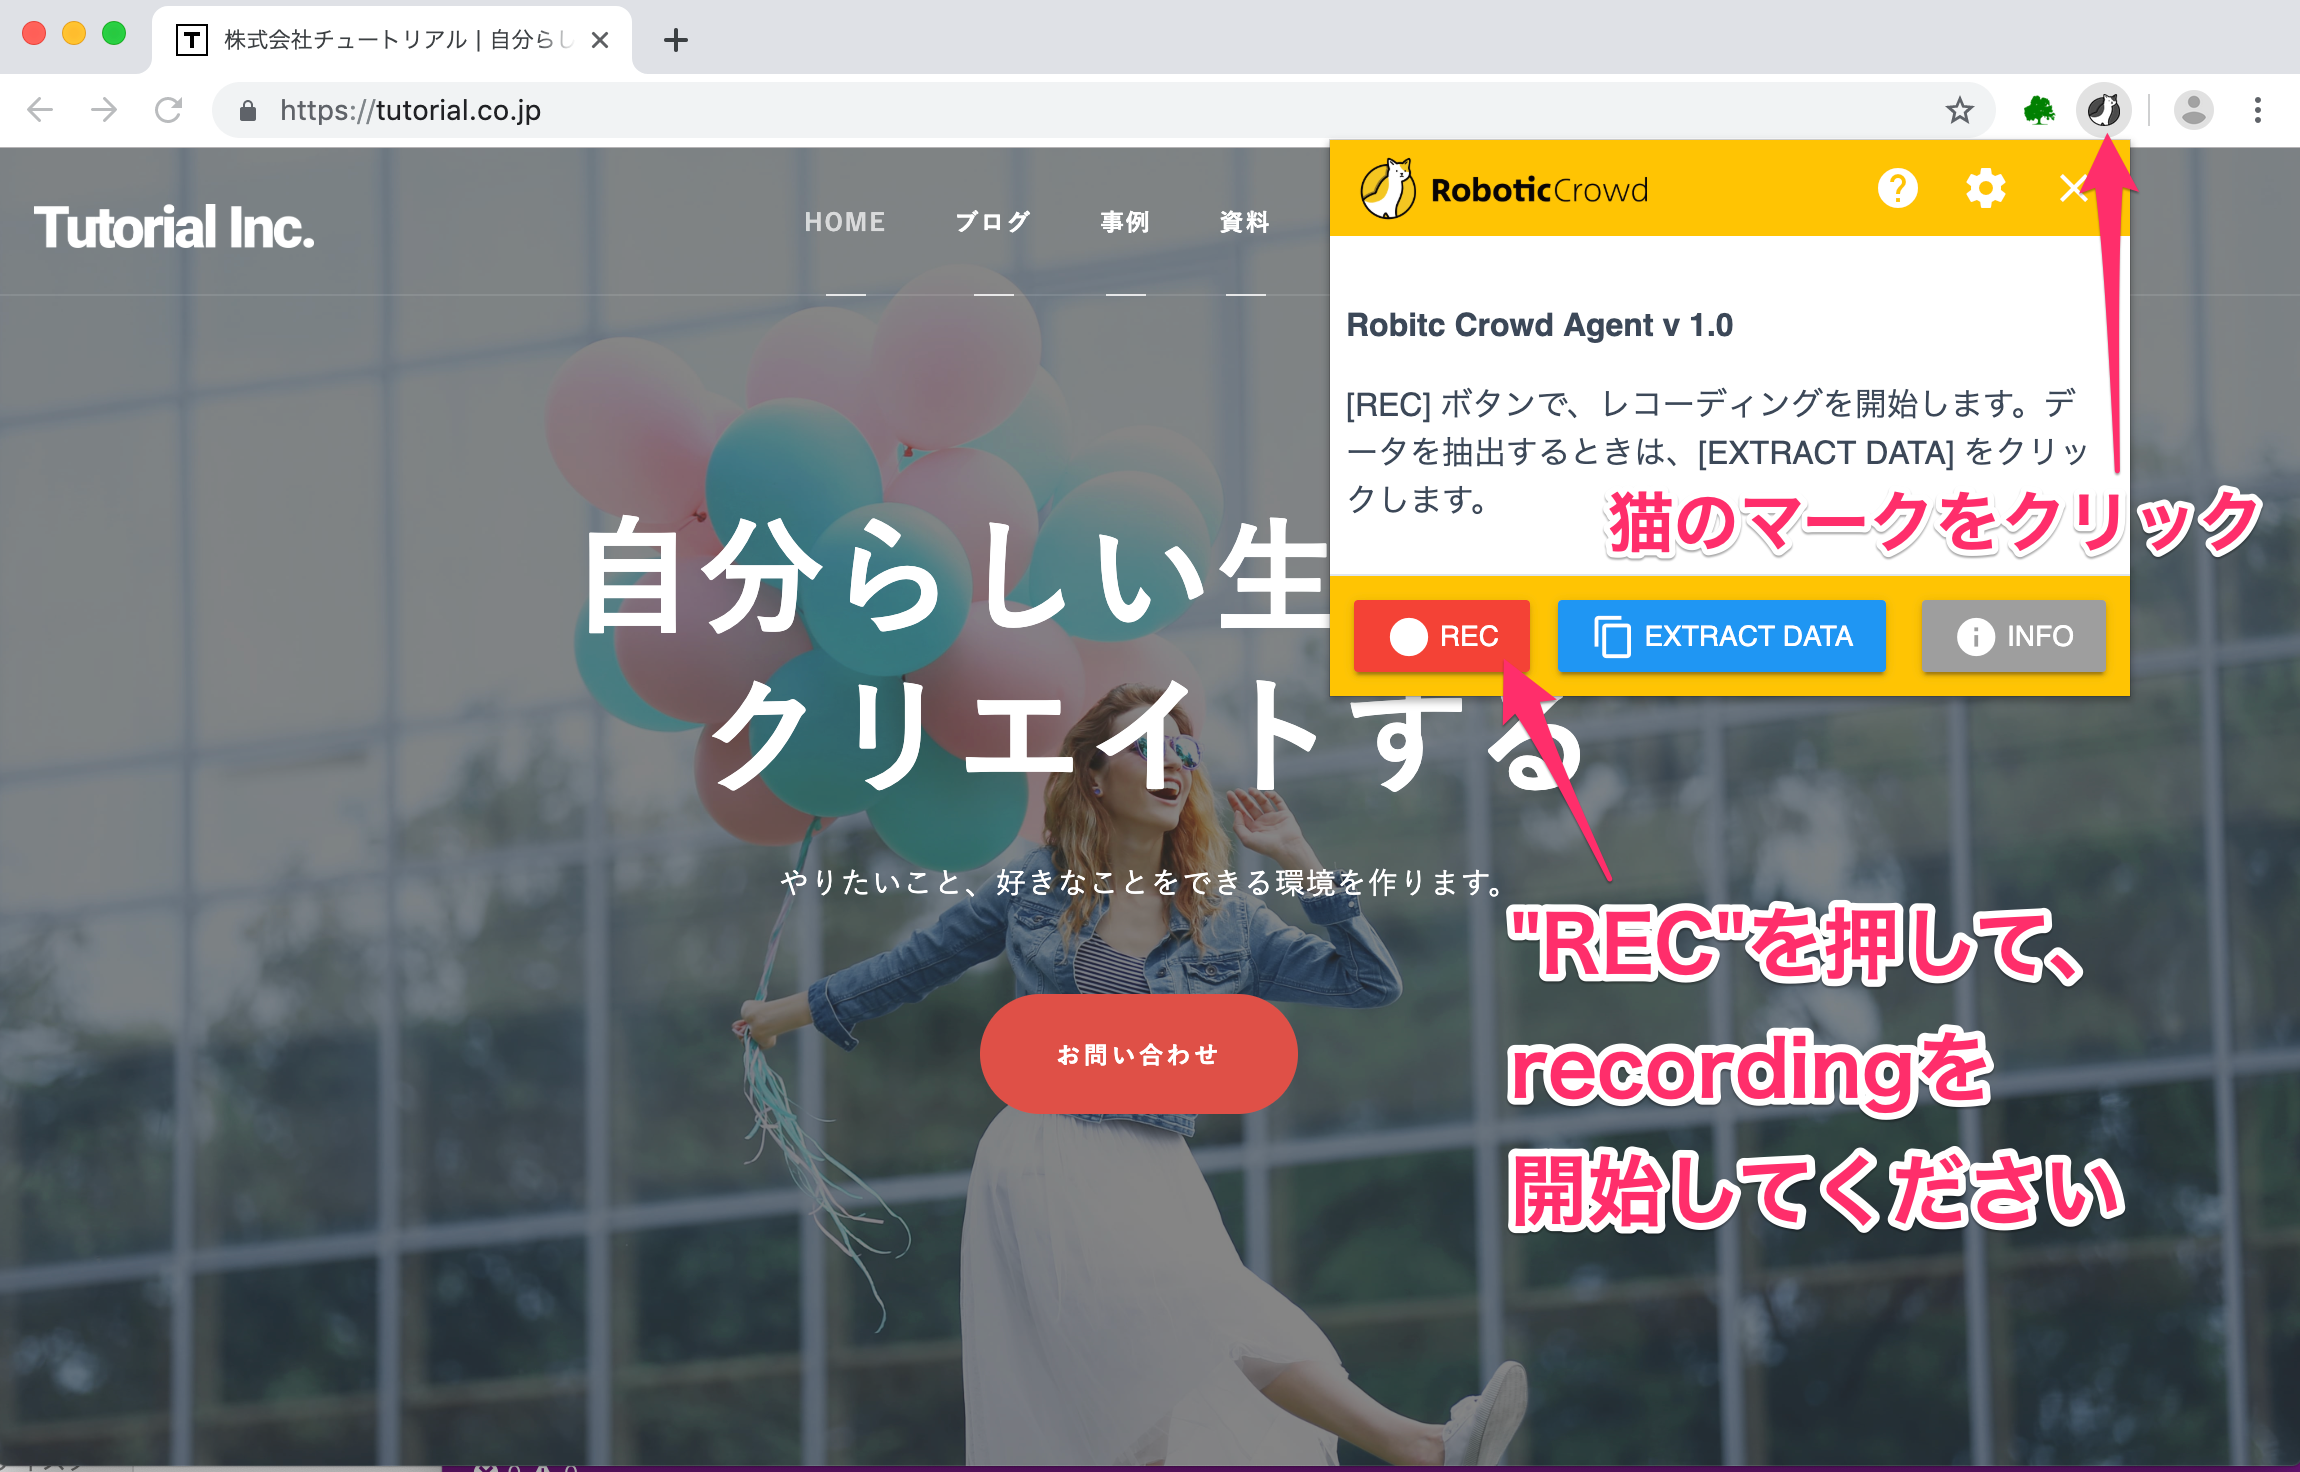 T 株式会社チュートリアル | 自分らし
https://tutorial.co.jp
Tutorial Inc.
HOME ブログ 事例 資料
RoboticCrowd
Robitc Crowd Agent v 1.0
[REC] ボタンで、レコーディングを開始します。デ
ータを抽出するときは、[EXTRACT DATA] をクリッ
クします。
猫のマークをクリック
REC EXTRACT DATA INFO
自分らしい生
クリエイトする
やりたいこと、好きなことをできる環境を作ります。
お問い合わせ
"REC"を押して、
recordingを
開始してください